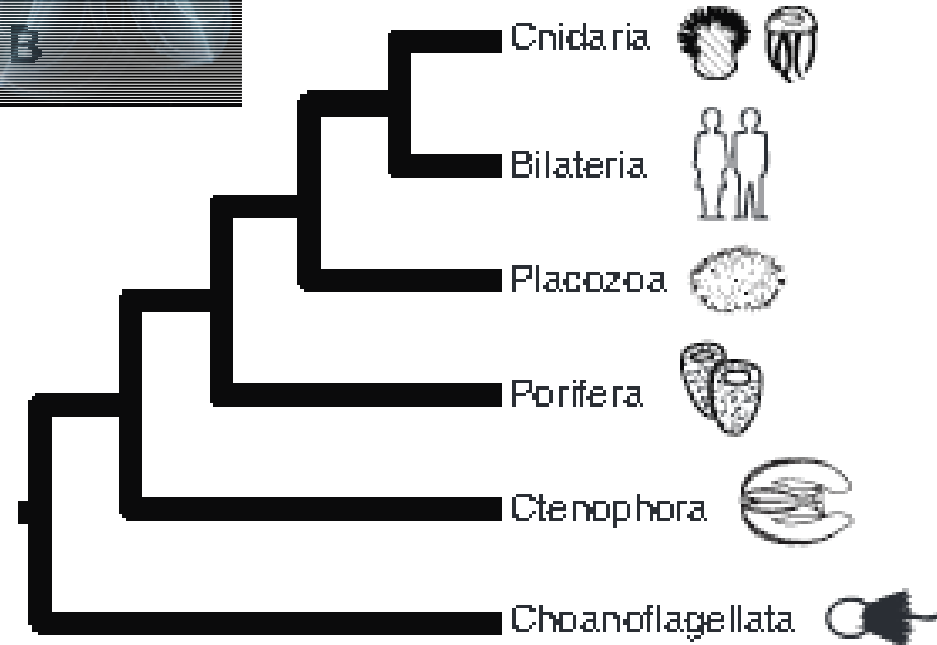 B
Cnidaria
Bilateria
Placozoa
Porifera
Ctenophora
Choanoflagellata